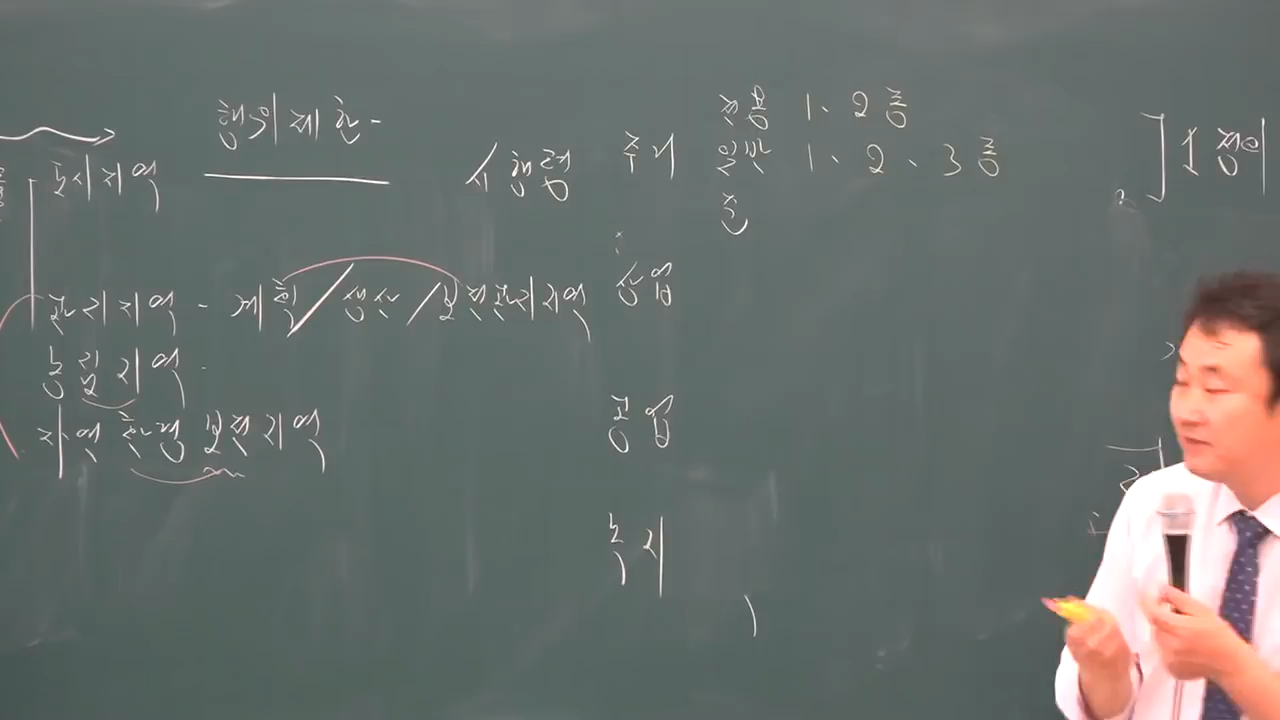 행위제한-
도시지역
관리지역 - 계획 / 생산 / 보전관리지역
농림지역
자연환경보전지역
시행령
주거
전용 1. 2종
일반 1. 2. 3종
준
상업
공업
녹지